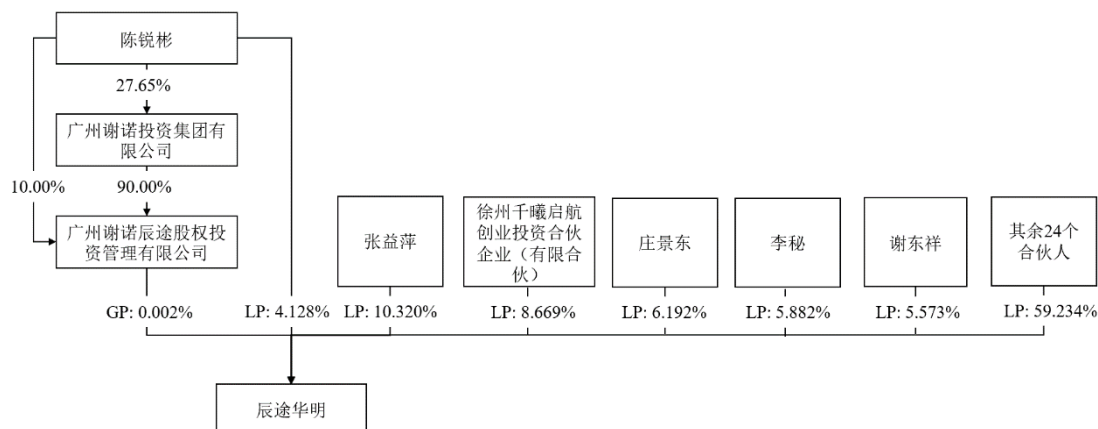 陈锐彬
27.65%
广州谢诺投资集团有
限公司
10.00%
90.00%
广州谢诺辰途股权投
资管理有限公司
张益萍
徐州千曦启航
创业投资合伙
企业（有限合
伙）
庄景东
李秘
谢东祥
其余24个
合伙人
GP: 0.002%
LP: 4.128%
LP: 10.320%
LP: 8.669%
LP: 6.192%
LP: 5.882%
LP: 5.573%
LP: 59.234%
辰途华明